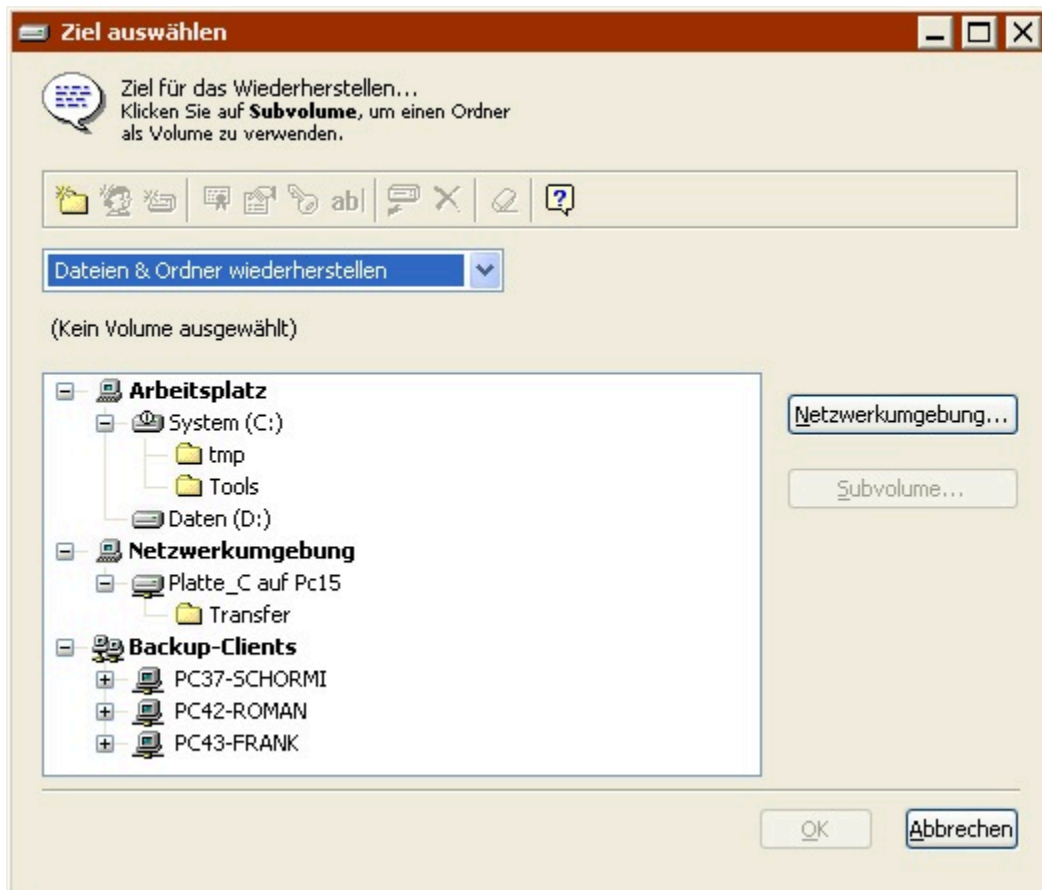 Ziel auswählen
Ziel für das Wiederherstellen...
Klicken Sie auf Subvolume, um einen Ordner
als Volume zu verwenden.
ab|
Dateien & Ordner wiederherstellen
(Kein Volume ausgewählt)
Arbeitsplatz
System (C:)
tmp
Tools
Daten (D:)
Netzwerkumgebung
Platte_C auf Pc15
Transfer
Backup-Clients
PC37-SCHORMI
PC42-ROMAN
PC43-FRANK
Netzwerkumgebung...
Subvolume...
OK
Abbrechen